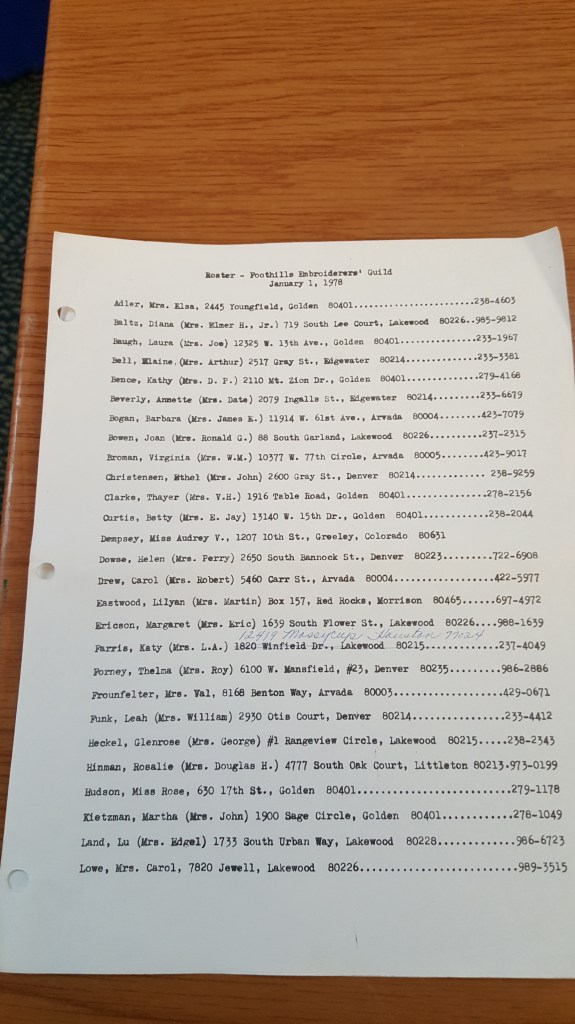 Roster - Foothills Embroiderers' Guild
January 1, 1978
Adler, Mrs. Elsa, 2445 Youngfield, Golden 80401........................238-4603
Baltz, Diana (Mrs. Elmer H., Jr.) 719 South Lee Court, Lakewood 80226..985-9812
Baugh, Laura (Mrs. Joe) 12325 W. 13th Ave., Golden 80401...............233-1967
Bell, Elaine, (Mrs. Arthur) 2517 Gray St., Edgewater 80214..............233-3381
Bence, Kathy (Mrs. D. P.) 2110 Mt. Zion Dr., Golden 80401..............279-4168
Beverly, Annette (Mrs. Date) 2079 Ingalls St., Edgewater 80214.........233-6679
Bogan, Barbara (Mrs. James E.) 11914 W. 61st Ave., Arvada 80004........423-7079
Bowen, Joan (Mrs. Ronald G.) 88 South Garland, Lakewood 80226..........237-2315
Broman, Virginia (Mrs. W.M.) 10377 W. 77th Circle, Arvada 80005........423-9017
Christensen, Ethel (Mrs. John) 2600 Gray St., Denver 80214........ 238-9259
Clarke, Thayer (Mrs. V.H.) 1916 Table Road, Golden 80401...............278-2156
Curtis, Betty (Mrs. E. Jay) 13140 W. 15th Dr., Golden 80401............238-2044
Dempsey, Miss Audrey V., 1207 10th St., Greeley, Colorado 80631
Dowse, Helen (Mrs. Perry) 2650 South Bannock St., Denver 80223.........722-6908
Drew, Carol (Mrs. Robert) 5460 Carr St., Arvada 80004..................422-5977
Eastwood, Lilyan (Mrs. Martin) Box 157, Red Rocks, Morrison 80465......697-4972
Ericson, Margaret (Mrs. Eric) 1639 South Flower St., Lakewood 80226....988-1639
12419 Mossycup Houston 77024
Farris, Katy (Mrs. L.A.) 1820 Winfield Dr., Lakewood 80215.............237-4049
Forney, Thelma (Mrs. Roy) 6100 W. Mansfield, #23, Denver 80235.........986-2886
Frounfelter, Mrs. Val, 8168 Benton Way, Arvada 80003...................429-0671
Funk, Leah (Mrs. William) 2930 Otis Court, Denver 80214................233-4412
Heckel, Glenrose (Mrs. George) #1 Rangeview Circle, Lakewood 80215.....238-2343
Hinman, Rosalie (Mrs. Douglas H.) 4777 South Oak Court, Littleton 80213.973-0199
Hudson, Miss Rose, 630 17th St., Golden 80401..........................279-1178
Kietzman, Martha (Mrs. John) 1900 Sage Circle, Golden 80401............278-1049
Land, Lu (Mrs. Edgel) 1733 South Urban Way, Lakewood 80228.............986-6723
Lowe, Mrs. Carol, 7820 Jewell, Lakewood 80226..........................989-3515